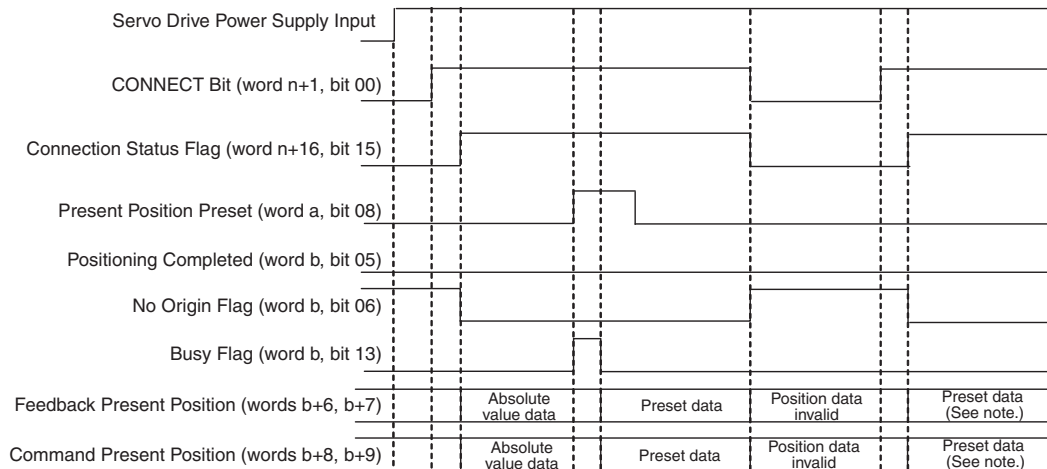 Servo Drive Power Supply Input
CONNECT Bit (word n+1, bit 00)
Connection Status Flag (word n+16, bit 15)
Present Position Preset (word a, bit 08)
Positioning Completed (word b, bit 05)
No Origin Flag (word b, bit 06)
Busy Flag (word b, bit 13)
Feedback Present Position (words b+6, b+7)
Absolute
value data
Preset data
Position data
invalid
Preset data
(See note.)
Command Present Position (words b+8, b+9)
Absolute
value data
Preset data
Position data
invalid
Preset data
(See note.)